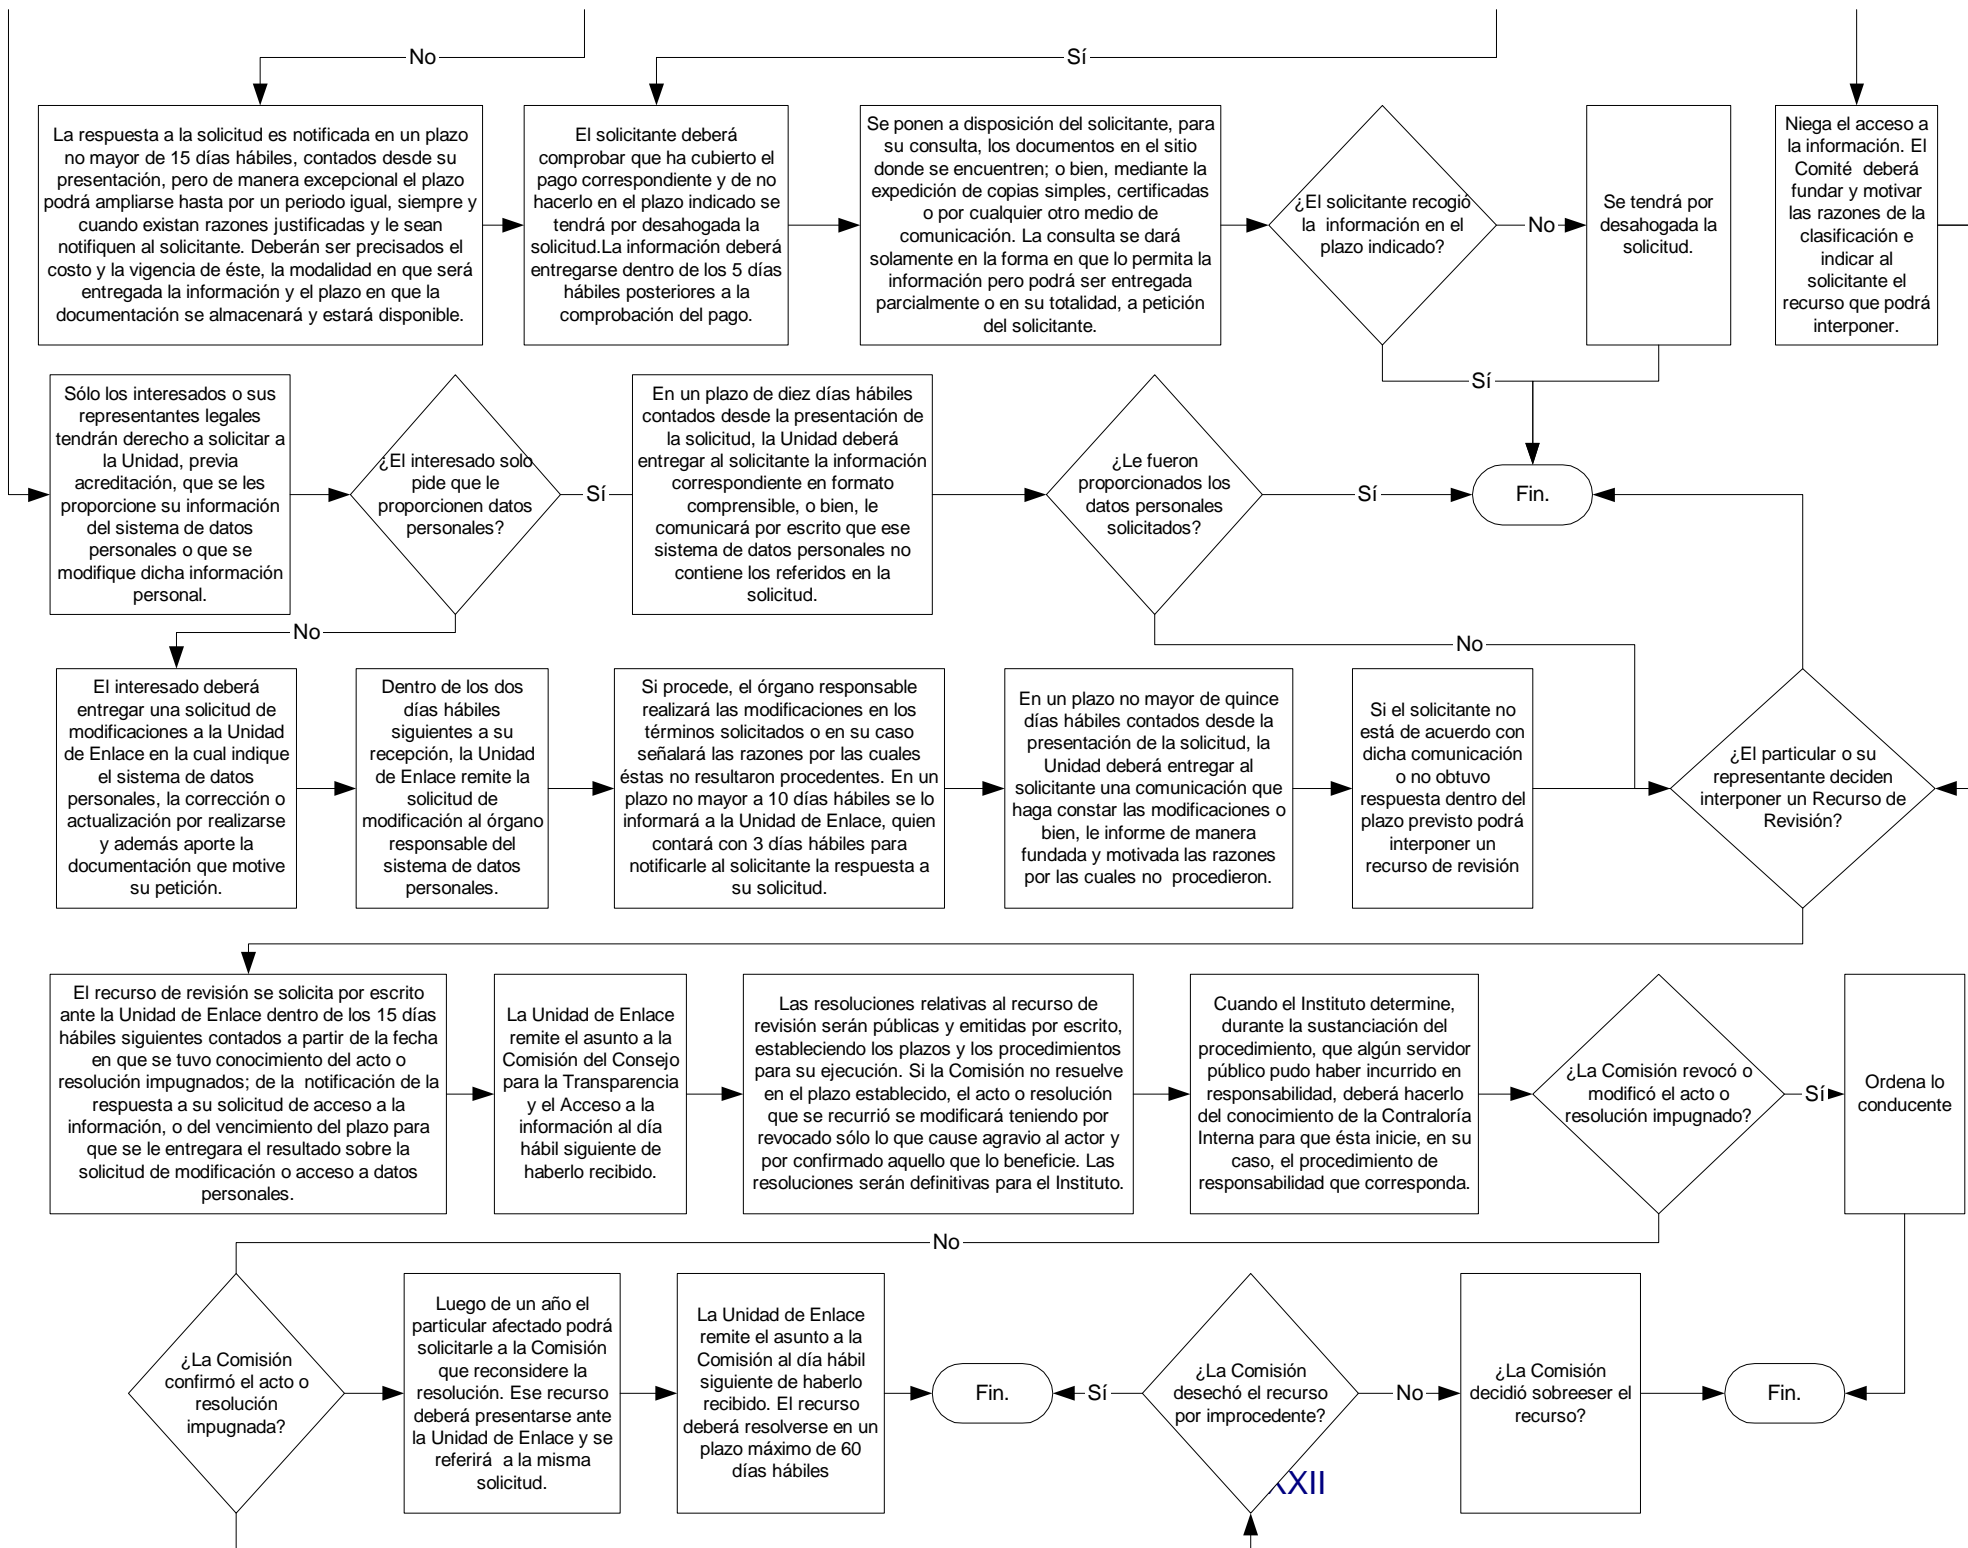 No
Sí
La respuesta a la solicitud es notificada en un plazo
no mayor de 15 días hábiles, contados desde su
presentación, pero de manera excepcional el plazo
podrá ampliarse hasta por un periodo igual, siempre y
cuando existan razones justificadas y le sean
notifiquen al solicitante. Deberán ser precisados el
costo y la vigencia de éste, la modalidad en que será
entregada la información y el plazo en que la
documentación se almacenará y estará disponible.
El solicitante deberá
comprobar que ha cubierto el
pago correspondiente y de no
hacerlo en el plazo indicado se
tendrá por desahogada la
solicitud.La información deberá
entregarse dentro de los 5 días
hábiles posteriores a la
comprobación del pago.
Se ponen a disposición del solicitante, para
su consulta, los documentos en el sitio
donde se encuentren; o bien, mediante la
expedición de copias simples, certificadas
o por cualquier otro medio de
comunicación. La consulta se dará
solamente en la forma en que lo permita la
información pero podrá ser entregada
parcialmente o en su totalidad, a petición
del solicitante.
¿El solicitante recogió
la información en el
plazo indicado?
No
Se tendrá por
desahogada la
solicitud.
Niega el acceso a
la información. El
Comité deberá
fundar y motivar
las razones de la
clasificación e
indicar al
solicitante el
recurso que podrá
interponer.
Sí
Sólo los interesados o sus
representantes legales
tendrán derecho a solicitar a
la Unidad, previa
acreditación, que se les
proporcione su información
del sistema de datos
personales o que se
modifique dicha información
personal.
¿El interesado solo
pide que le
proporcionen datos
personales?
Sí
En un plazo de diez días hábiles
contados desde la presentación de
la solicitud, la Unidad deberá
entregar al solicitante la información
correspondiente en formato
comprensible, o bien, le
comunicará por escrito que ese
sistema de datos personales no
contiene los referidos en la
solicitud.
¿Le fueron
proporcionados los
datos personales
solicitados?
Sí
Fin.
No
No
El interesado deberá
entregar una solicitud de
modificaciones a la Unidad
de Enlace en la cual indique
el sistema de datos
personales, la corrección o
actualización por realizarse
y además aporte la
documentación que motive
su petición.
Dentro de los dos
días hábiles
siguientes a su
recepción, la Unidad
de Enlace remite la
solicitud de
modificación al órgano
responsable del
sistema de datos
personales.
Si procede, el órgano responsable
realizará las modificaciones en los
términos solicitados o en su caso
señalará las razones por las cuales
éstas no resultaron procedentes. En un
plazo no mayor a 10 días hábiles se lo
informará a la Unidad de Enlace, quien
contará con 3 días hábiles para
notificarle al solicitante la respuesta a
su solicitud.
En un plazo no mayor de quince
días hábiles contados desde la
presentación de la solicitud, la
Unidad deberá entregar al
solicitante una comunicación que
haga constar las modificaciones o
bien, le informe de manera
fundada y motivada las razones
por las cuales no procedieron.
Si el solicitante no
está de acuerdo con
dicha comunicación
o no obtuvo
respuesta dentro del
plazo previsto podrá
interponer un
recurso de revisión
¿El particular o su
representante deciden
interponer un Recurso de
Revisión?
El recurso de revisión se solicita por escrito
ante la Unidad de Enlace dentro de los 15 días
hábiles siguientes contados a partir de la fecha
en que se tuvo conocimiento del acto o
resolución impugnados; de la notificación de la
respuesta a su solicitud de acceso a la
información, o del vencimiento del plazo para
que se le entregara el resultado sobre la
solicitud de modificación o acceso a datos
personales.
La Unidad de Enlace
remite el asunto a la
Comisión del Consejo
para la Transparencia
y el Acceso a la
información al día
hábil siguiente de
haberlo recibido.
Las resoluciones relativas al recurso de
revisión serán públicas y emitidas por escrito,
estableciendo los plazos y los procedimientos
para su ejecución. Si la Comisión no resuelve
en el plazo establecido, el acto o resolución
que se recurrió se modificará teniendo por
revocado sólo lo que cause agravio al actor y
por confirmado aquello que lo beneficie. Las
resoluciones serán definitivas para el Instituto.
Cuando el Instituto determine,
durante la sustanciación del
procedimiento, que algún servidor
público pudo haber incurrido en
responsabilidad, deberá hacerlo
del conocimiento de la Contraloría
Interna para que ésta inicie, en su
caso, el procedimiento de
responsabilidad que corresponda.
¿La Comisión revocó o
modificó el acto o
resolución impugnado?
Sí
Ordena lo
conducente
No
¿La Comisión
confirmó el acto o
resolución
impugnada?
Luego de un año el
particular afectado podrá
solicitarle a la Comisión
que reconsidere la
resolución. Ese recurso
deberá presentarse ante
la Unidad de Enlace y se
referirá a la misma
solicitud.
La Unidad de Enlace
remite el asunto a la
Comisión al día hábil
siguiente de haberlo
recibido. El recurso
deberá resolverse en un
plazo máximo de 60
días hábiles
Fin.
Sí
¿La Comisión
desechó el recurso
por improcedente?
No
¿La Comisión
decidió sobreeser el
recurso?
Fin.